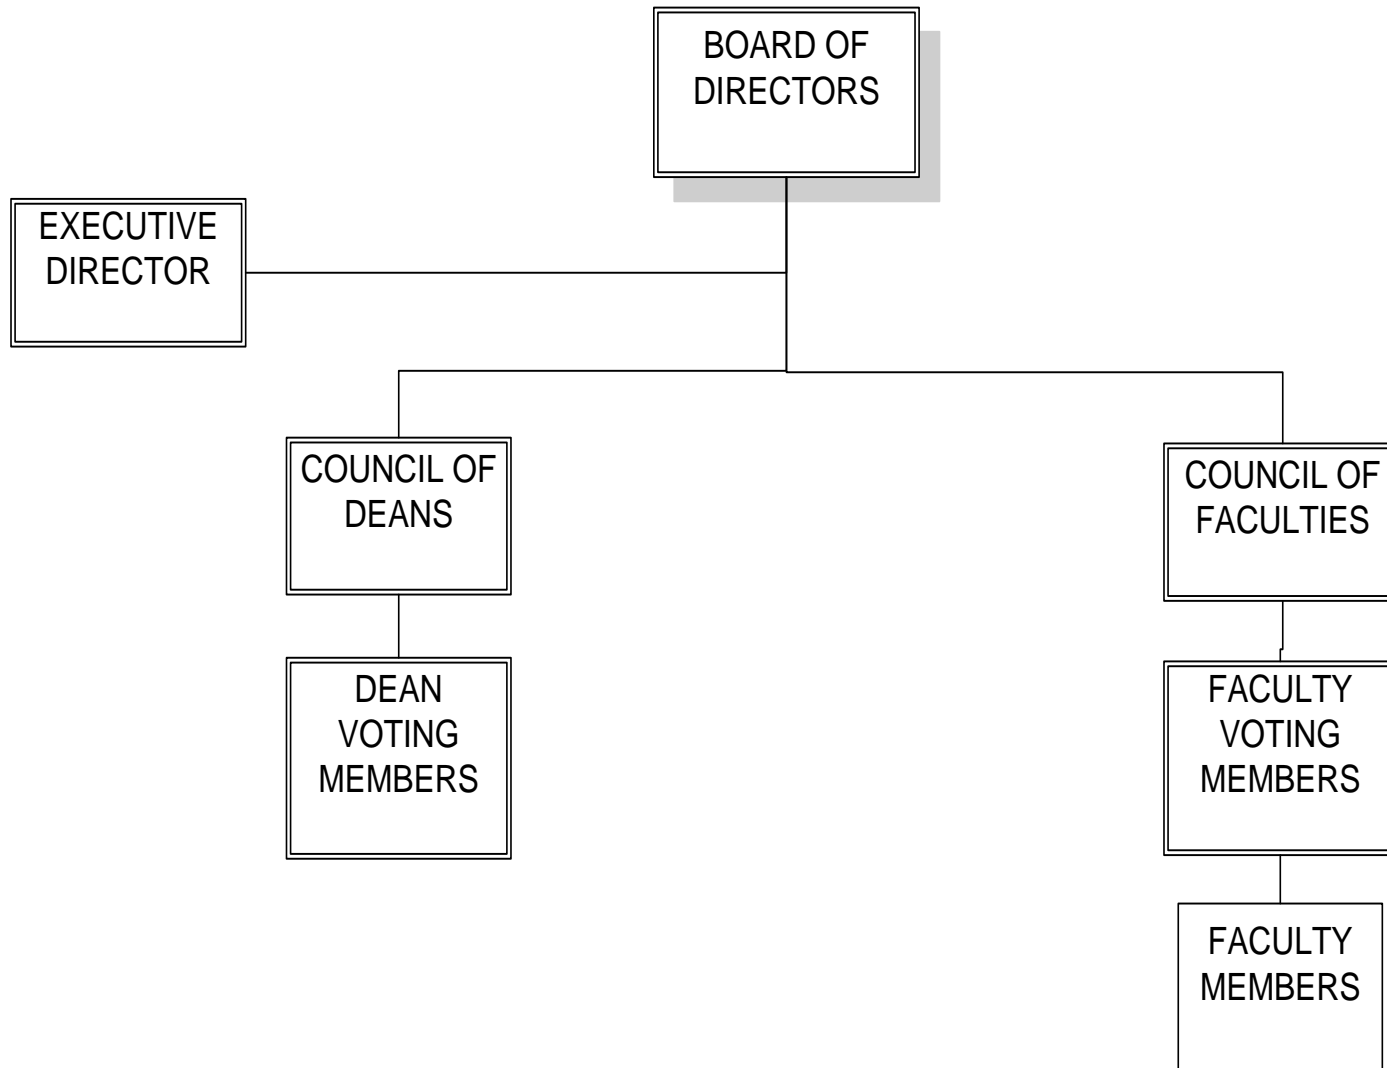 BOARD OF
DIRECTORS
EXECUTIVE
DIRECTOR
COUNCIL OF
DEANS
COUNCIL OF
FACULTIES
DEAN
VOTING
MEMBERS
FACULTY
VOTING
MEMBERS
FACULTY
MEMBERS